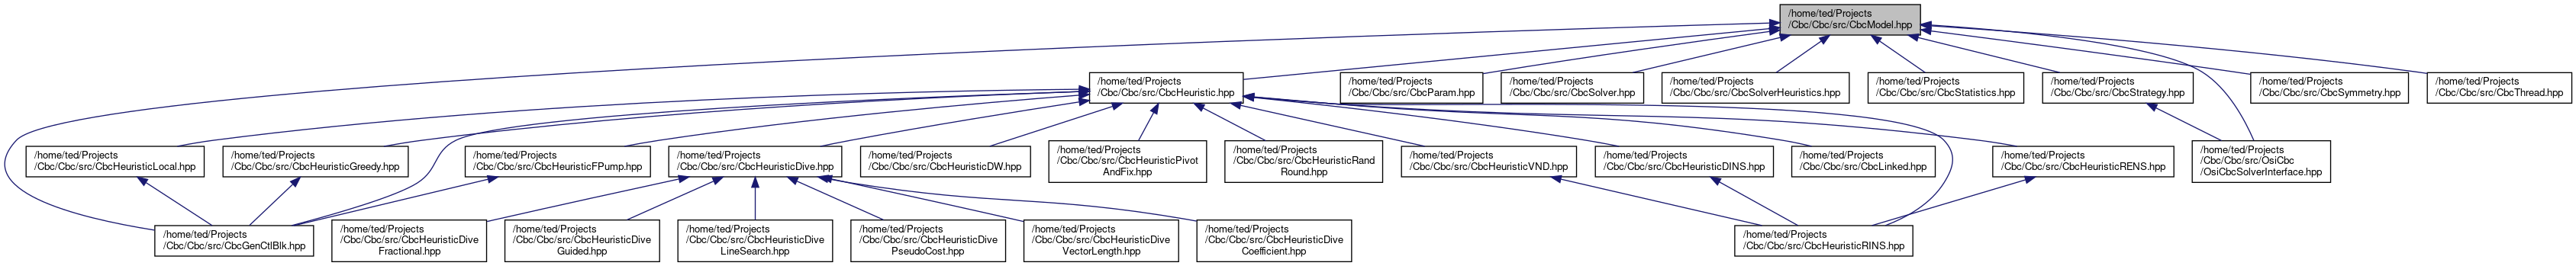 /home/ted/Projects
/Cbc/Cbc/src/CbcModel.hpp
/home/ted/Projects
/Cbc/Cbc/src/CbcHeuristic.hpp
/home/ted/Projects
/Cbc/Cbc/src/CbcParam.hpp
/home/ted/Projects
/Cbc/Cbc/src/CbcSolver.hpp
/home/ted/Projects
/Cbc/Cbc/src/CbcSolverHeuristics.hpp
/home/ted/Projects
/Cbc/Cbc/src/CbcStatistics.hpp
/home/ted/Projects
/Cbc/Cbc/src/CbcStrategy.hpp
/home/ted/Projects
/Cbc/Cbc/src/CbcSymmetry.hpp
/home/ted/Projects
/Cbc/Cbc/src/CbcThread.hpp
/home/ted/Projects
/Cbc/Cbc/src/CbcHeuristicLocal.hpp
/home/ted/Projects
/Cbc/Cbc/src/CbcHeuristicGreedy.hpp
/home/ted/Projects
/Cbc/Cbc/src/CbcHeuristicFPump.hpp
/home/ted/Projects
/Cbc/Cbc/src/CbcHeuristicDive.hpp
/home/ted/Projects
/Cbc/Cbc/src/CbcHeuristicDW.hpp
/home/ted/Projects
/Cbc/Cbc/src/CbcHeuristicPivot
AndFix.hpp
/home/ted/Projects
/Cbc/Cbc/src/CbcHeuristicRand
Round.hpp
/home/ted/Projects
/Cbc/Cbc/src/CbcHeuristicVND.hpp
/home/ted/Projects
/Cbc/Cbc/src/CbcHeuristicDINS.hpp
/home/ted/Projects
/Cbc/Cbc/src/CbcLinked.hpp
/home/ted/Projects
/Cbc/Cbc/src/CbcHeuristicRENS.hpp
/home/ted/Projects
/Cbc/Cbc/src/OsiCbc
/OsiCbcSolverInterface.hpp
/home/ted/Projects
/Cbc/Cbc/src/CbcGenCtlBlk.hpp
/home/ted/Projects
/Cbc/Cbc/src/CbcHeuristicDive
Fractional.hpp
/home/ted/Projects
/Cbc/Cbc/src/CbcHeuristicDive
Guided.hpp
/home/ted/Projects
/Cbc/Cbc/src/CbcHeuristicDive
LineSearch.hpp
/home/ted/Projects
/Cbc/Cbc/src/CbcHeuristicDive
PseudoCost.hpp
/home/ted/Projects
/Cbc/Cbc/src/CbcHeuristicDive
VectorLength.hpp
/home/ted/Projects
/Cbc/Cbc/src/CbcHeuristicDive
Coefficient.hpp
/home/ted/Projects
/Cbc/Cbc/src/CbcHeuristicRINS.hpp